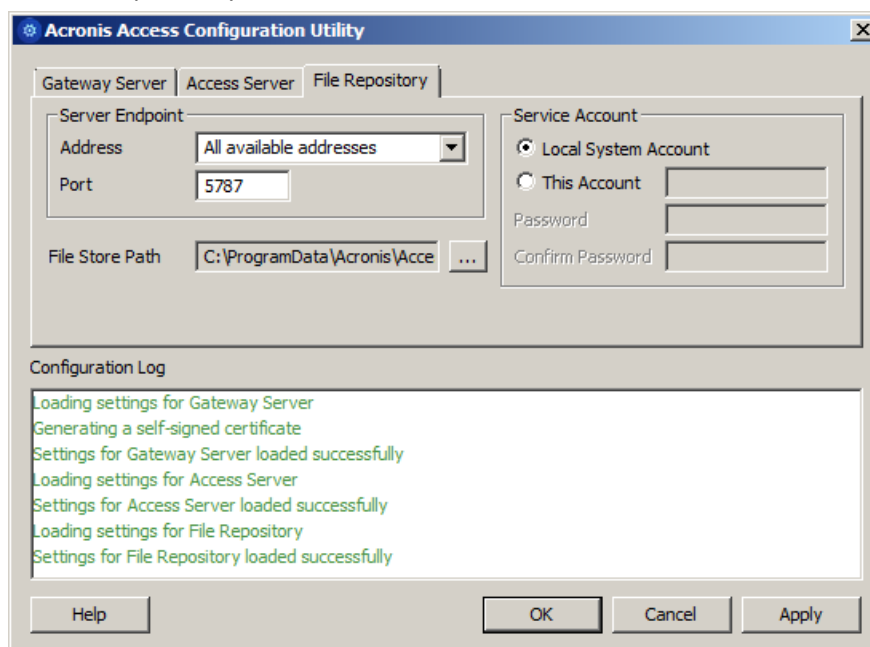 Acronis Access Configuration Utility
Gateway Server Access Server File Repository
Server Endpoint
Address All available addresses
Port 5787
File Store Path C:\ProgramData\Acronis\Acce ...
Service Account
Local System Account
This Account
Password
Confirm Password
Configuration Log
Loading settings for Gateway Server
Generating a self-signed certificate
Settings for Gateway Server loaded successfully
Loading settings for Access Server
Settings for Access Server loaded successfully
Loading settings for File Repository
Settings for File Repository loaded successfully
Help OK Cancel Apply